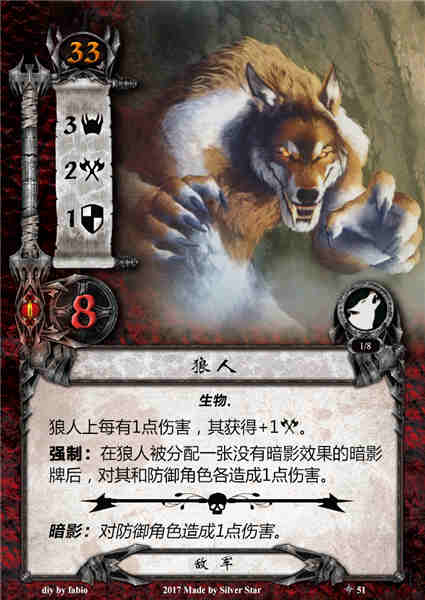 33
3
2
1
8
1/8
狼人
生物.
狼人上每有1点伤害，其获得+1
强制：在狼人被分配一张没有暗影效果的暗影
牌后，对其和防御角色各造成1点伤害。
暗影：对防御角色造成1点伤害。
敌军
diy by fabio 2017 Made by Silver Star 51